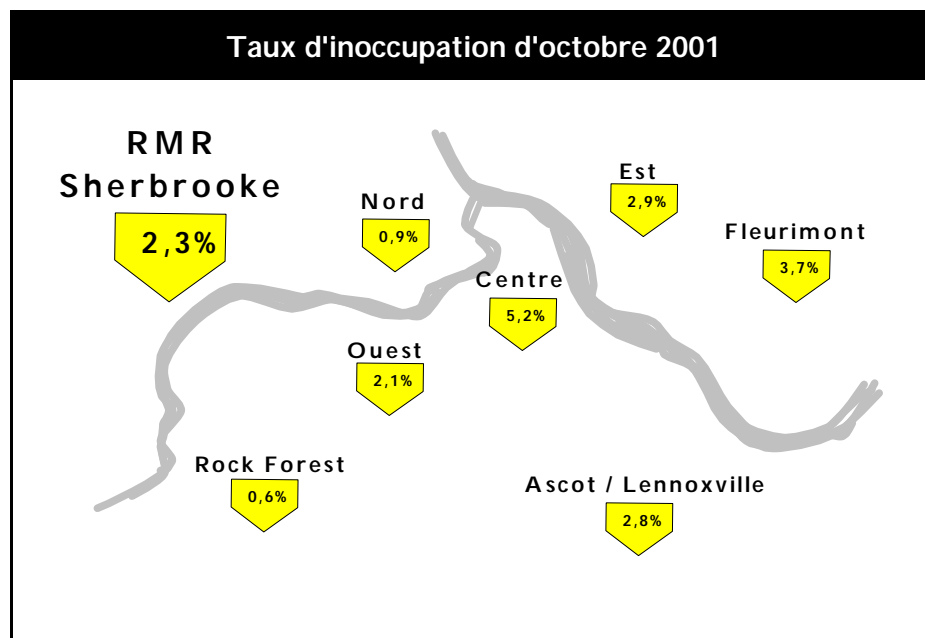 Taux d'inoccupation d'octobre 2001
RMR
Sherbrooke
2,3%
Nord
0,9%
Est
2,9%
Fleurimont
3,7%
Centre
5,2%
Ouest
2,1%
Rock Forest
0,6%
Ascot / Lennoxville
2,8%